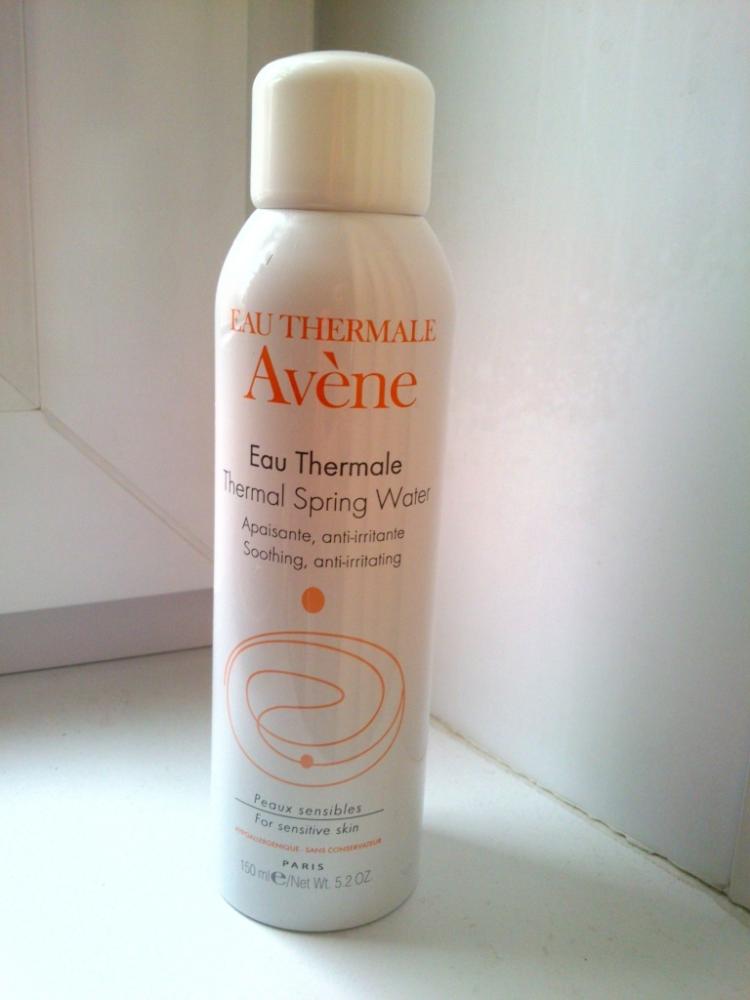 EAU THERMALE
Avène
Eau Thermale
Thermal Spring Water
Apaisante, anti-irritante
Soothing, anti-irritating
Peaux sensibles
For sensitive skin
HYPOALLERGÉNIQUE - SANS CONSERVATEUR
PARIS
150 ml e/Net Wt. 5.2 OZ.